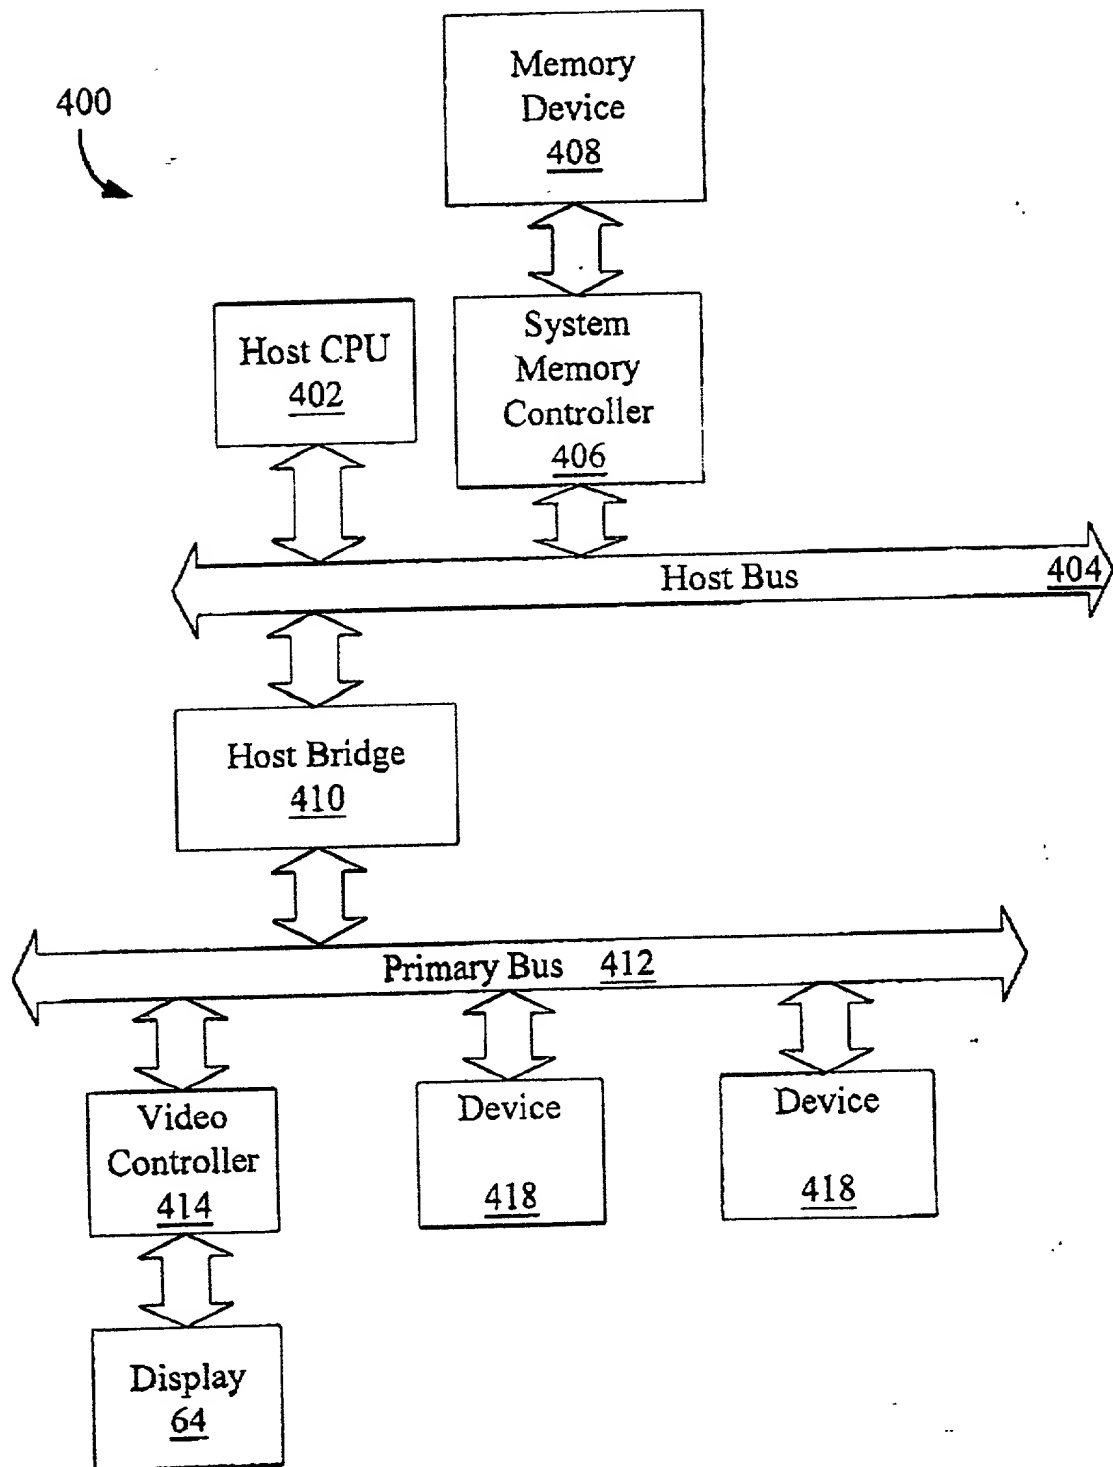 Memory
Device
408
400
System
Memory
Controller
406
Host CPU
402
Host Bus 404
Host Bridge
410
Primary Bus 412
Video
Controller
414
Device
418
Device
418
Display
64